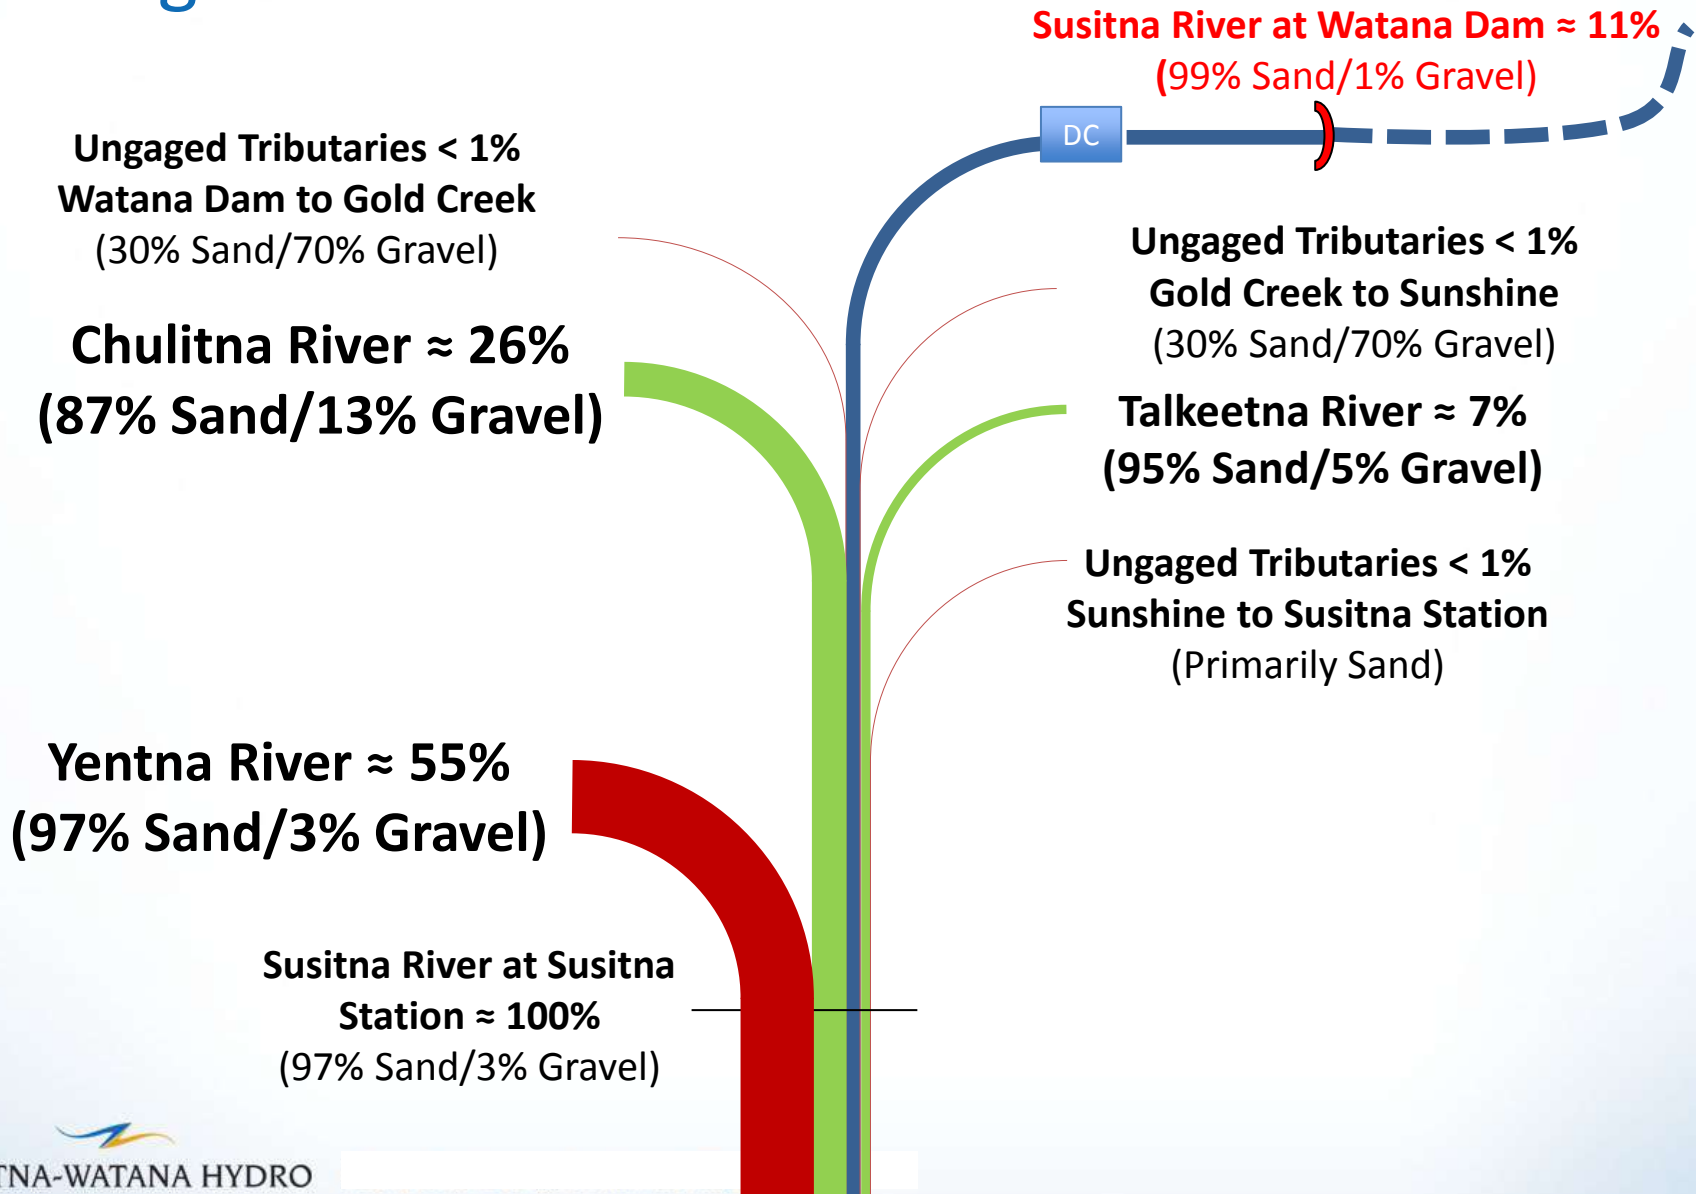 Susitna River at Watana Dam ≈ 11%
(99% Sand/1% Gravel)
DC
Ungaged Tributaries < 1%
Watana Dam to Gold Creek
(30% Sand/70% Gravel)
Ungaged Tributaries < 1%
Gold Creek to Sunshine
(30% Sand/70% Gravel)
Chulitna River ≈ 26%
(87% Sand/13% Gravel)
Talkeetna River ≈ 7%
(95% Sand/5% Gravel)
Ungaged Tributaries < 1%
Sunshine to Susitna Station
(Primarily Sand)
Yentna River ≈ 55%
(97% Sand/3% Gravel)
Susitna River at Susitna
Station ≈ 100%
(97% Sand/3% Gravel)
TNA-WATANA HYDRO